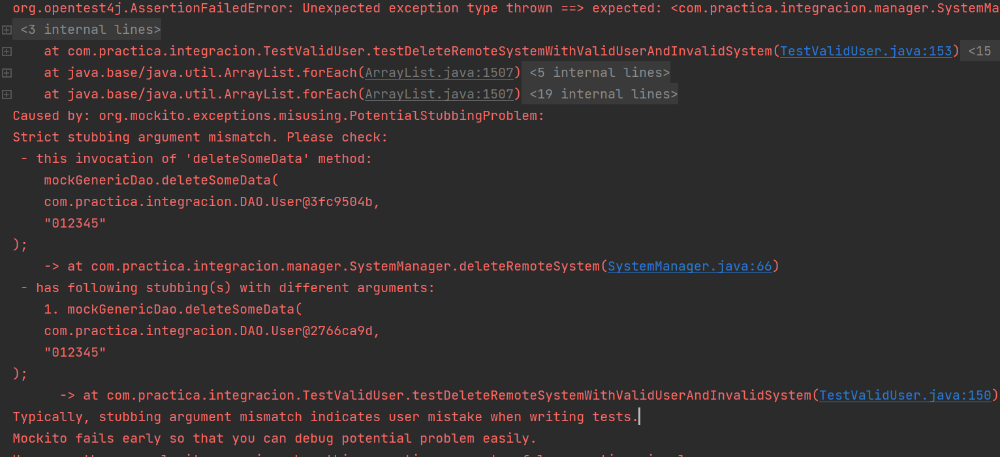 org.opentest4j.AssertionFailedError: Unexpected exception type thrown ==> expected: <com.practica.integracion.manager.SystemMa
<3 internal lines>
at com.practica.integracion.TestValidUser.testDeleteRemoteSystemWithValidUserAndInvalidSystem(TestValidUser.java:153) <15
at java.base/java.util.ArrayList.forEach(ArrayList.java:1507) <5 internal lines>
at java.base/java.util.ArrayList.forEach(ArrayList.java:1507) <19 internal lines>
Caused by: org.mockito.exceptions.misusing.PotentialStubbingProblem:
Strict stubbing argument mismatch. Please check:
- this invocation of 'deleteSomeData' method:
mockGenericDao.deleteSomeData(
com.practica.integracion.DAO.User@3fc9504b,
"012345"
);
-> at com.practica.integracion.manager.SystemManager.deleteRemoteSystem(SystemManager.java:66)
- has following stubbing(s) with different arguments:
1. mockGenericDao.deleteSomeData(
com.practica.integracion.DAO.User@2766ca9d,
"012345"
);
-> at com.practica.integracion.TestValidUser.testDeleteRemoteSystemWithValidUserAndInvalidSystem(TestValidUser.java:150)
Typically, stubbing argument mismatch indicates user mistake when writing tests.
Mockito fails early so that you can debug potential problem easily.